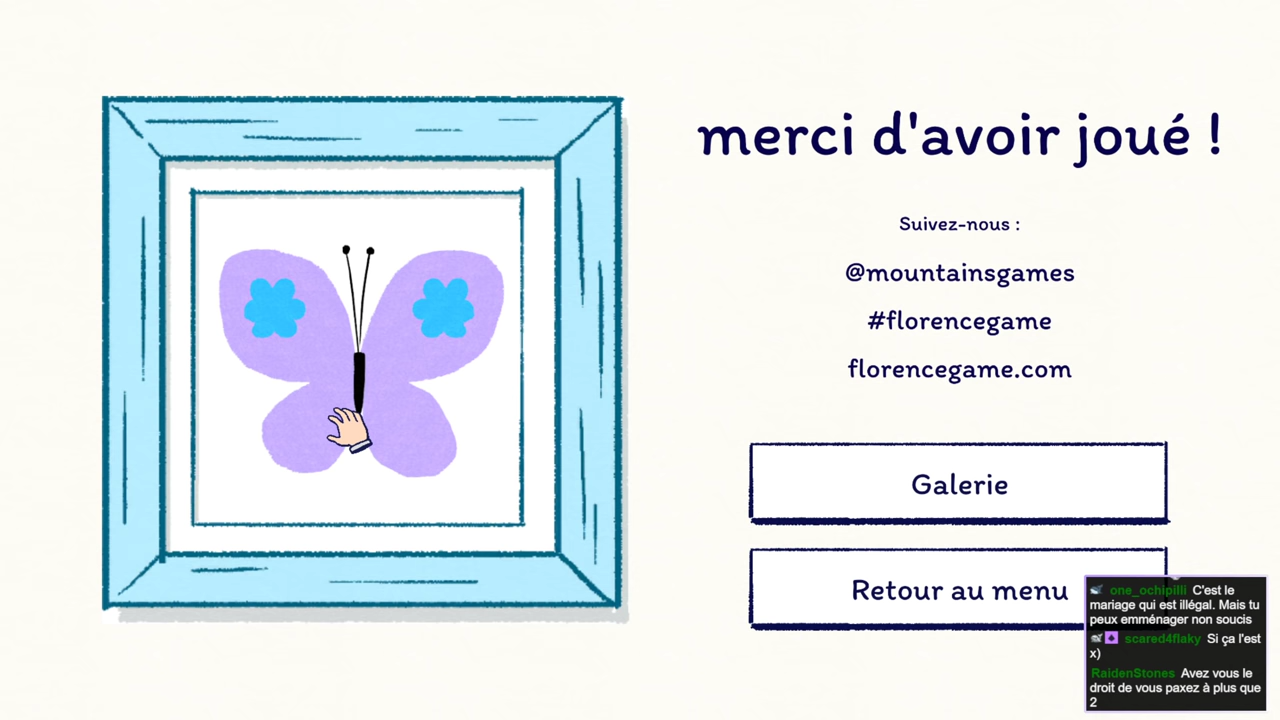 merci d'avoir joué !
Suivez-nous :
@mountainsgames
#florencegame
florencegame.com
Galerie
Retour au menu
one_ochipilli C'est le
mariage qui est illégal. Mais tu
peux emménager non soucis
scared4flaky Si ça l'est
x)
RaidenStones Avez vous le
droit de vous paxez à plus que
2